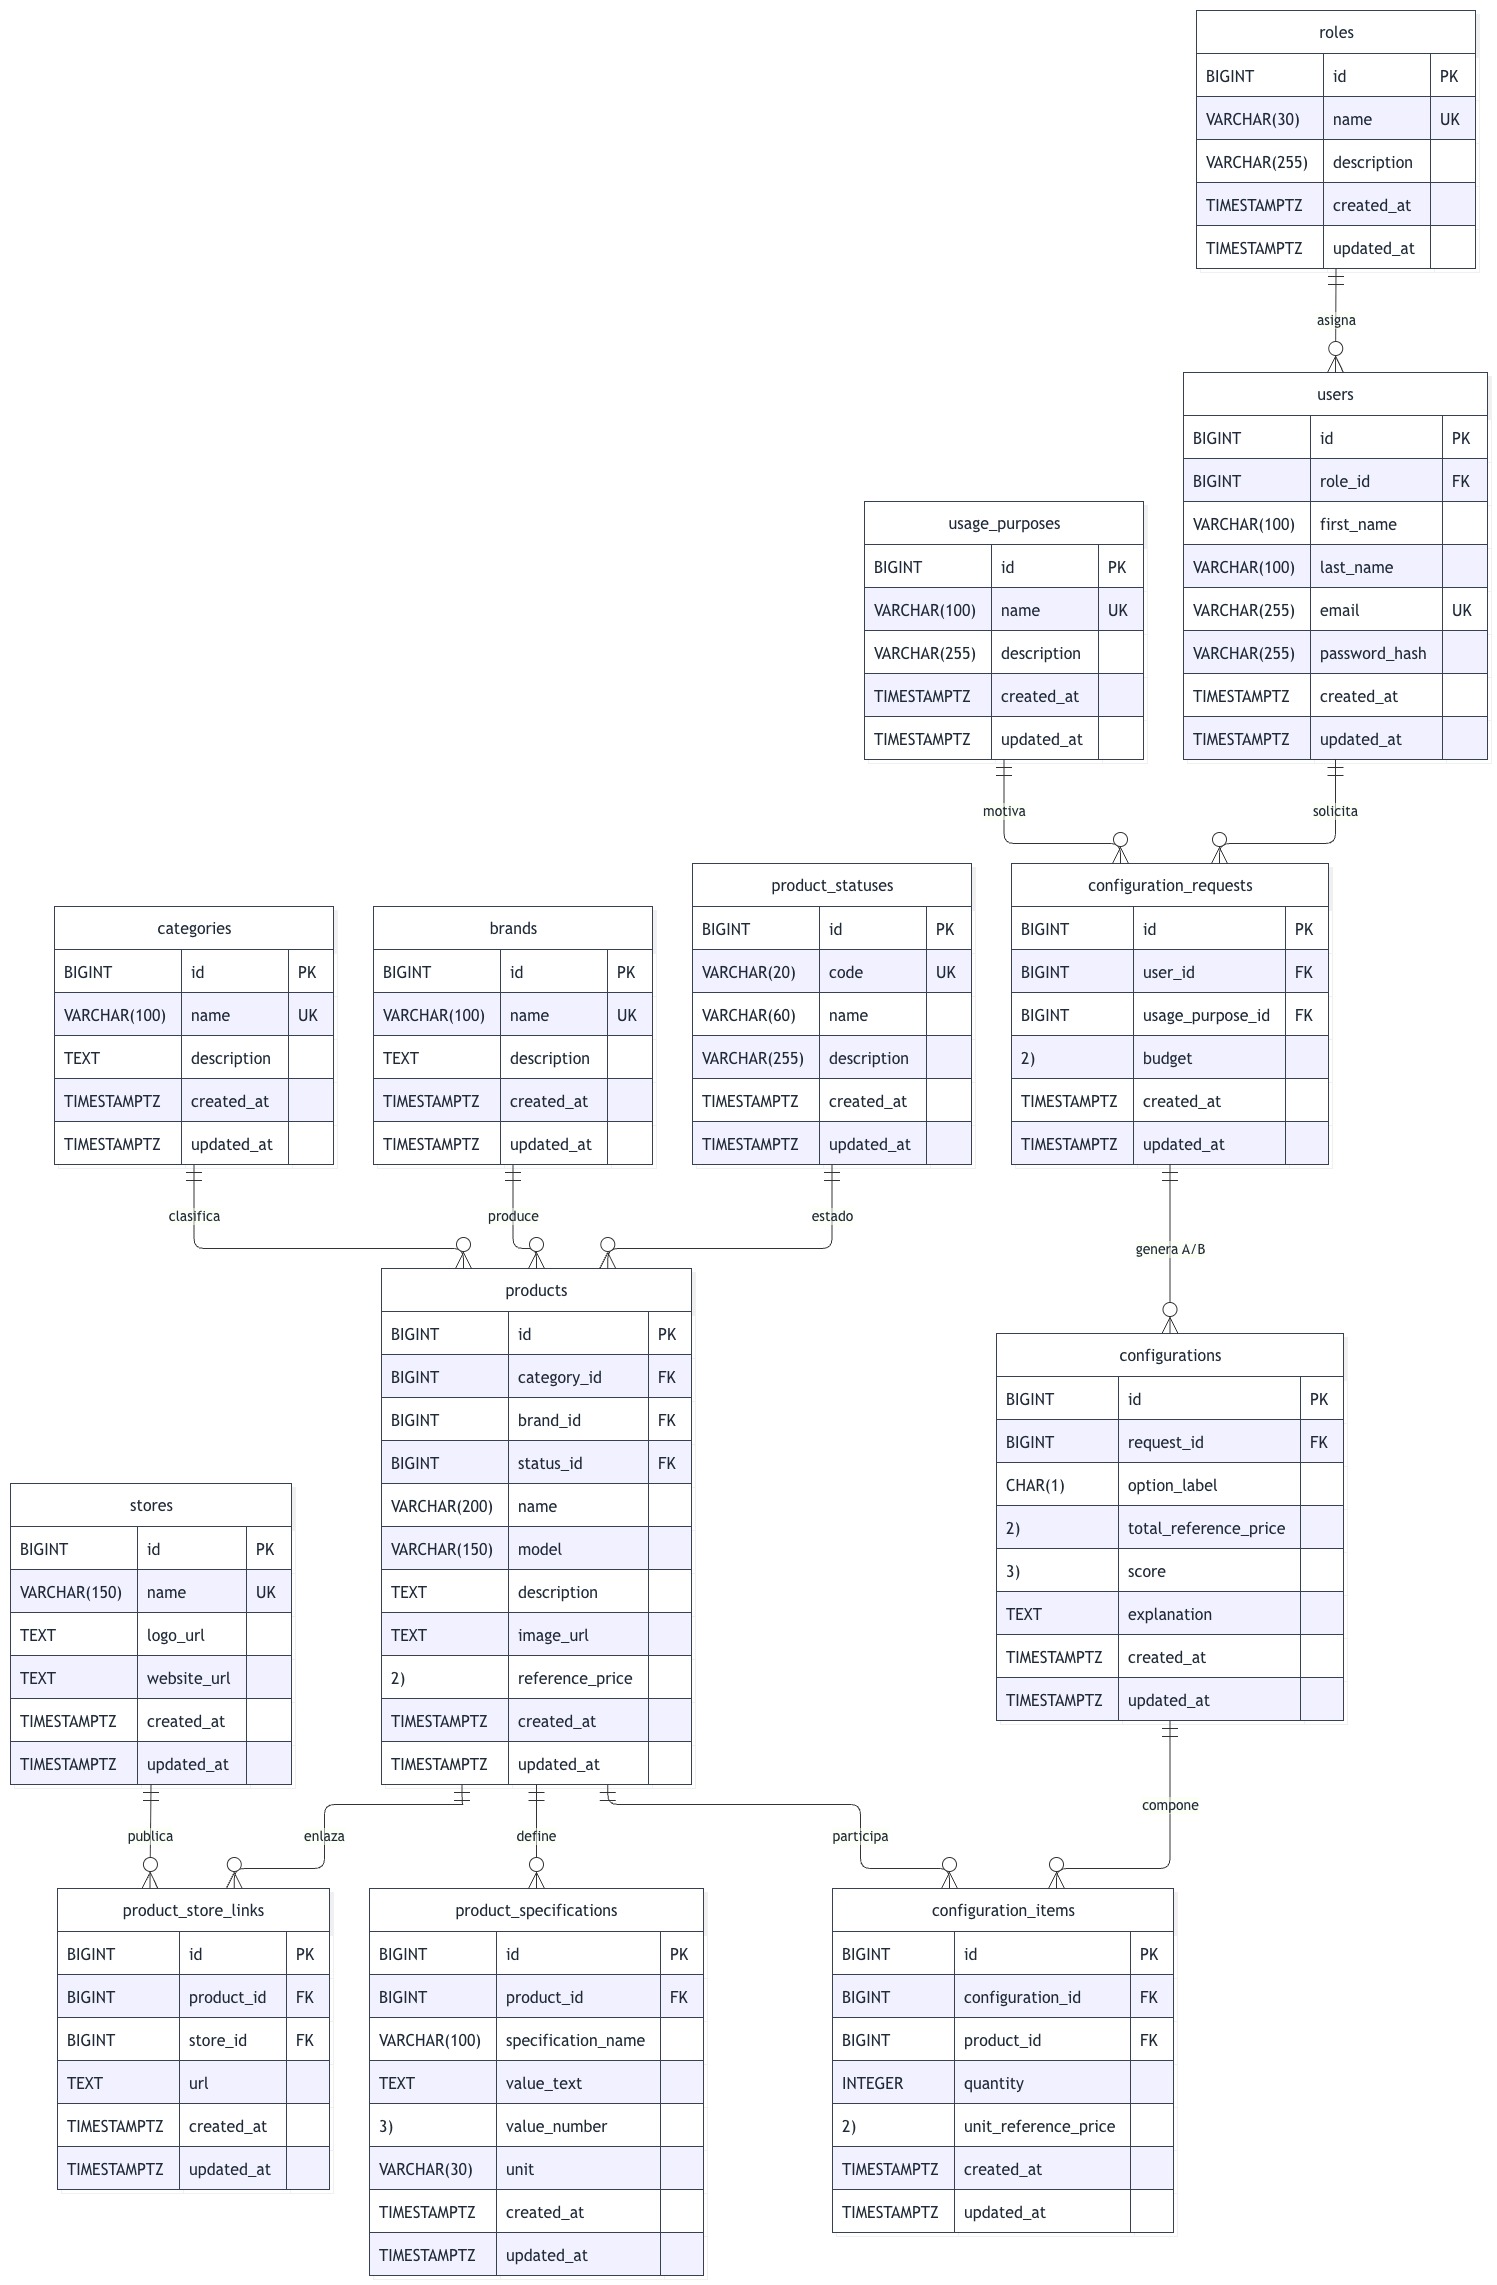 roles
BIGINT id PK
VARCHAR(30) name UK
VARCHAR(255) description
TIMESTAMPTZ created_at
TIMESTAMPTZ updated_at
asigna
users
BIGINT id PK
BIGINT role_id FK
VARCHAR(100) first_name
VARCHAR(100) last_name
VARCHAR(255) email UK
VARCHAR(255) password_hash
TIMESTAMPTZ created_at
TIMESTAMPTZ updated_at
usage_purposes
BIGINT id PK
VARCHAR(100) name UK
VARCHAR(255) description
TIMESTAMPTZ created_at
TIMESTAMPTZ updated_at
motiva
solicita
categories
BIGINT id PK
VARCHAR(100) name UK
TEXT description
TIMESTAMPTZ created_at
TIMESTAMPTZ updated_at
brands
BIGINT id PK
VARCHAR(100) name UK
TEXT description
TIMESTAMPTZ created_at
TIMESTAMPTZ updated_at
product_statuses
BIGINT id PK
VARCHAR(20) code UK
VARCHAR(60) name
VARCHAR(255) description
TIMESTAMPTZ created_at
TIMESTAMPTZ updated_at
configuration_requests
BIGINT id PK
BIGINT user_id FK
BIGINT usage_purpose_id FK
2) budget
TIMESTAMPTZ created_at
TIMESTAMPTZ updated_at
clasifica
produce
estado
genera A/B
products
BIGINT id PK
BIGINT category_id FK
BIGINT brand_id FK
BIGINT status_id FK
VARCHAR(200) name
VARCHAR(150) model
TEXT description
TEXT image_url
2) reference_price
TIMESTAMPTZ created_at
TIMESTAMPTZ updated_at
configurations
BIGINT id PK
BIGINT request_id FK
CHAR(1) option_label
2) total_reference_price
3) score
TEXT explanation
TIMESTAMPTZ created_at
TIMESTAMPTZ updated_at
stores
BIGINT id PK
VARCHAR(150) name UK
TEXT logo_url
TEXT website_url
TIMESTAMPTZ created_at
TIMESTAMPTZ updated_at
publica
enlaza
define
participa
compone
product_store_links
BIGINT id PK
BIGINT product_id FK
BIGINT store_id FK
TEXT url
TIMESTAMPTZ created_at
TIMESTAMPTZ updated_at
product_specifications
BIGINT id PK
BIGINT product_id FK
VARCHAR(100) specification_name
TEXT value_text
3) value_number
VARCHAR(30) unit
TIMESTAMPTZ created_at
TIMESTAMPTZ updated_at
configuration_items
BIGINT id PK
BIGINT configuration_id FK
BIGINT product_id FK
INTEGER quantity
2) unit_reference_price
TIMESTAMPTZ created_at
TIMESTAMPTZ updated_at